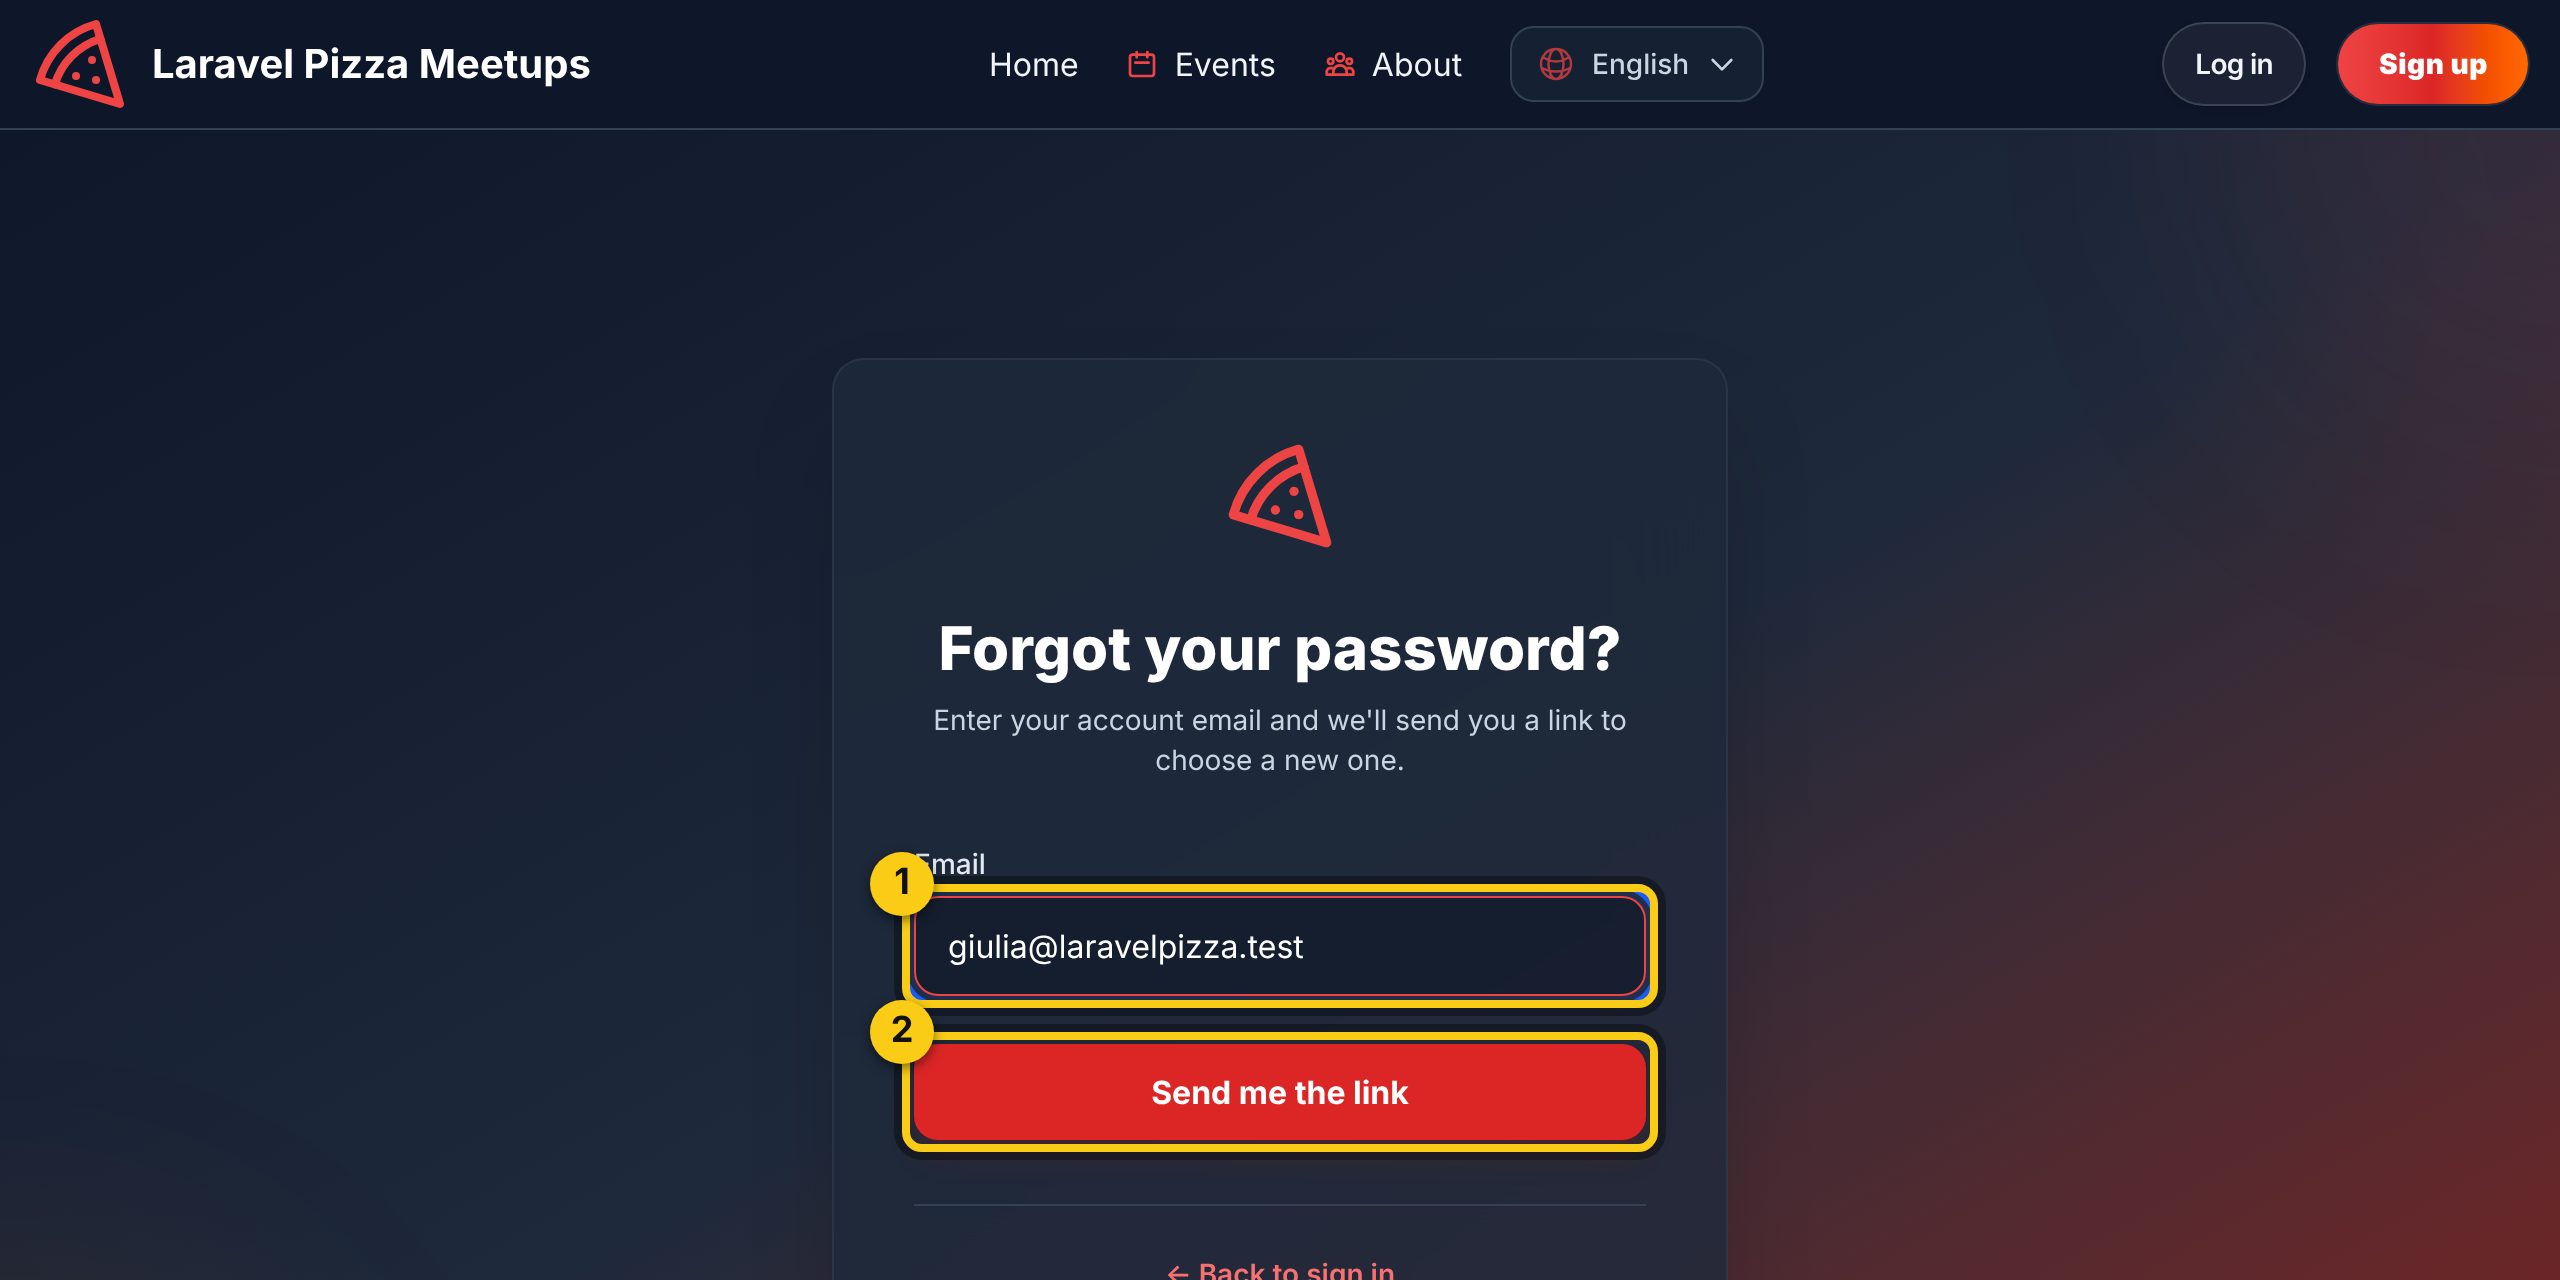 Laravel Pizza Meetups
Home
Events
About
English
Log in
Sign up
Forgot your password?
Enter your account email and we'll send you a link to
choose a new one.
Email
1
giulia@laravelpizza.test
2
Send me the link
← Back to sign in